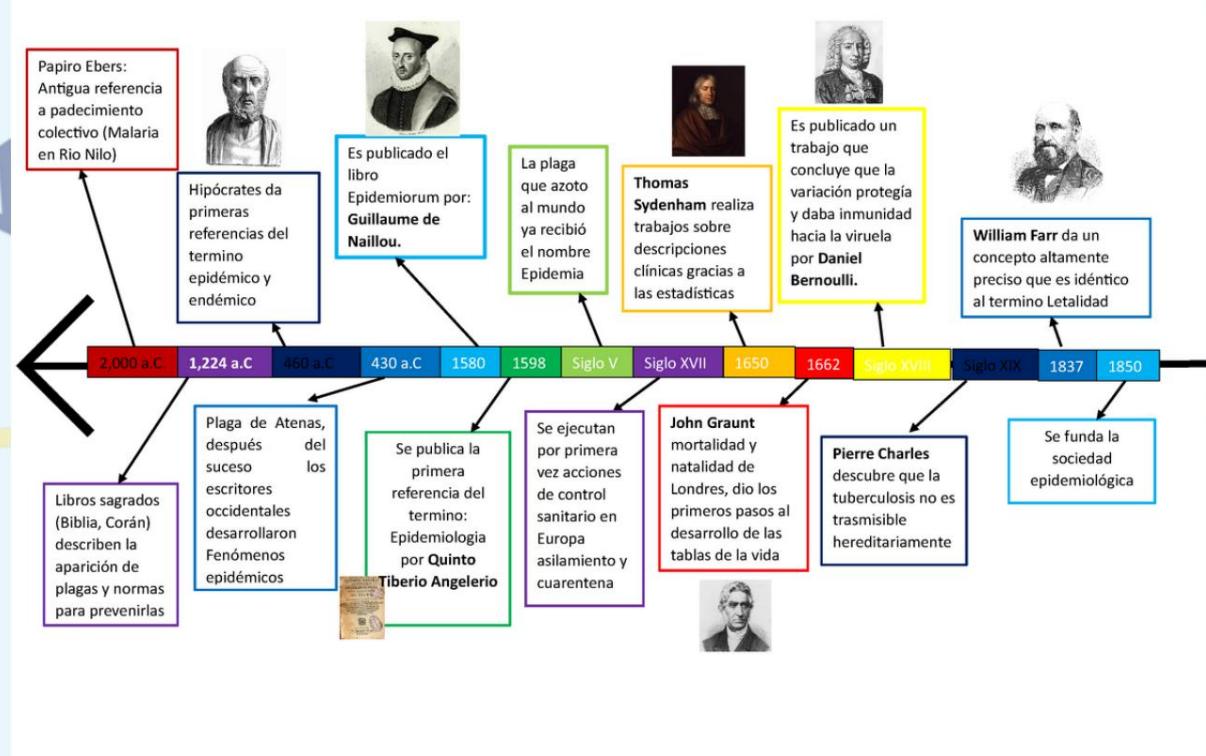 Papiro Ebers:
Antigua referencia
a padecimiento
colectivo (Malaria
en Rio Nilo)
Hipócrates da
primeras
referencias del
termino
epidémico y
endémico
Es publicado el
libro
Epidemiorum por:
Guillaume de
Naillou.
La plaga
que azoto
al mundo
ya recibió
el nombre
Epidemia
Thomas
Sydenham realiza
trabajos sobre
descripciones
clínicas gracias a
las estadísticas
Es publicado un
trabajo que
concluye que la
variación protegía
y daba inmunidad
hacia la viruela
por Daniel
Bernoulli.
William Farr da un
concepto altamente
preciso que es idéntico
al termino Letalidad
2,000 a.C.
1,224 a.C
460 a.C
430 a.C
1580
1598
Siglo V
Siglo XVII
1650
1662
Siglo XVIII
Siglo XIX
1837
1850
Libros sagrados
(Biblia, Corán)
describen la
aparición de
plagas y normas
para prevenirlas
Plaga de Atenas,
después del
suceso los
escritores
occidentales
desarrollaron
Fenómenos
epidémicos
Se publica la
primera
referencia del
termino:
Epidemiologia
por Quinto
Tiberio Angelerio
Se ejecutan
por primera
vez acciones
de control
sanitario en
Europa
asilamiento y
cuarentena
John Graunt
mortalidad y
natalidad de
Londres, dio los
primeros pasos al
desarrollo de las
tablas de la vida
Pierre Charles
descubre que la
tuberculosis no es
trasmisible
hereditariamente
Se funda la
sociedad
epidemiológica